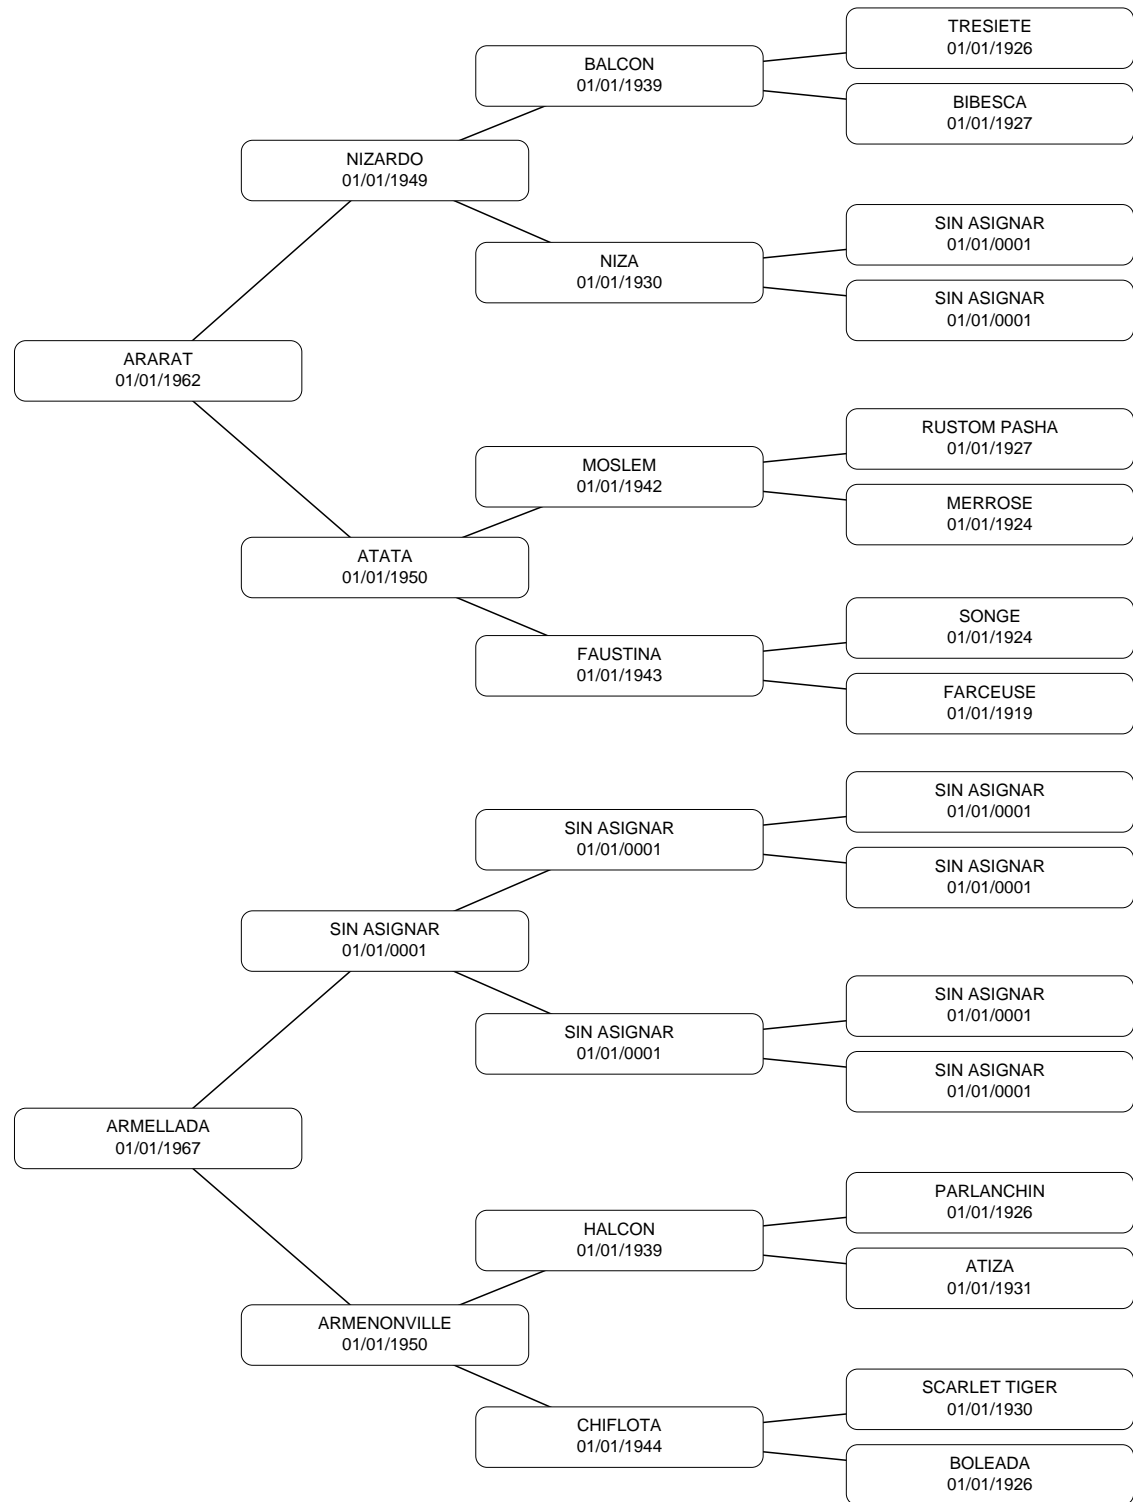 TRESIETE
01/01/1926
BALCON
01/01/1939
BIBESCA
01/01/1927
NIZARDO
01/01/1949
SIN ASIGNAR
01/01/0001
NIZA
01/01/1930
SIN ASIGNAR
01/01/0001
ARARAT
01/01/1962
RUSTOM PASHA
01/01/1927
MOSLEM
01/01/1942
MERROSE
01/01/1924
ATATA
01/01/1950
SONGE
01/01/1924
FAUSTINA
01/01/1943
FARCEUSE
01/01/1919
SIN ASIGNAR
01/01/0001
SIN ASIGNAR
01/01/0001
SIN ASIGNAR
01/01/0001
SIN ASIGNAR
01/01/0001
SIN ASIGNAR
01/01/0001
SIN ASIGNAR
01/01/0001
SIN ASIGNAR
01/01/0001
ARMELLADA
01/01/1967
PARLANCHIN
01/01/1926
HALCON
01/01/1939
ATIZA
01/01/1931
ARMENONVILLE
01/01/1950
SCARLET TIGER
01/01/1930
CHIFLOTA
01/01/1944
BOLEADA
01/01/1926